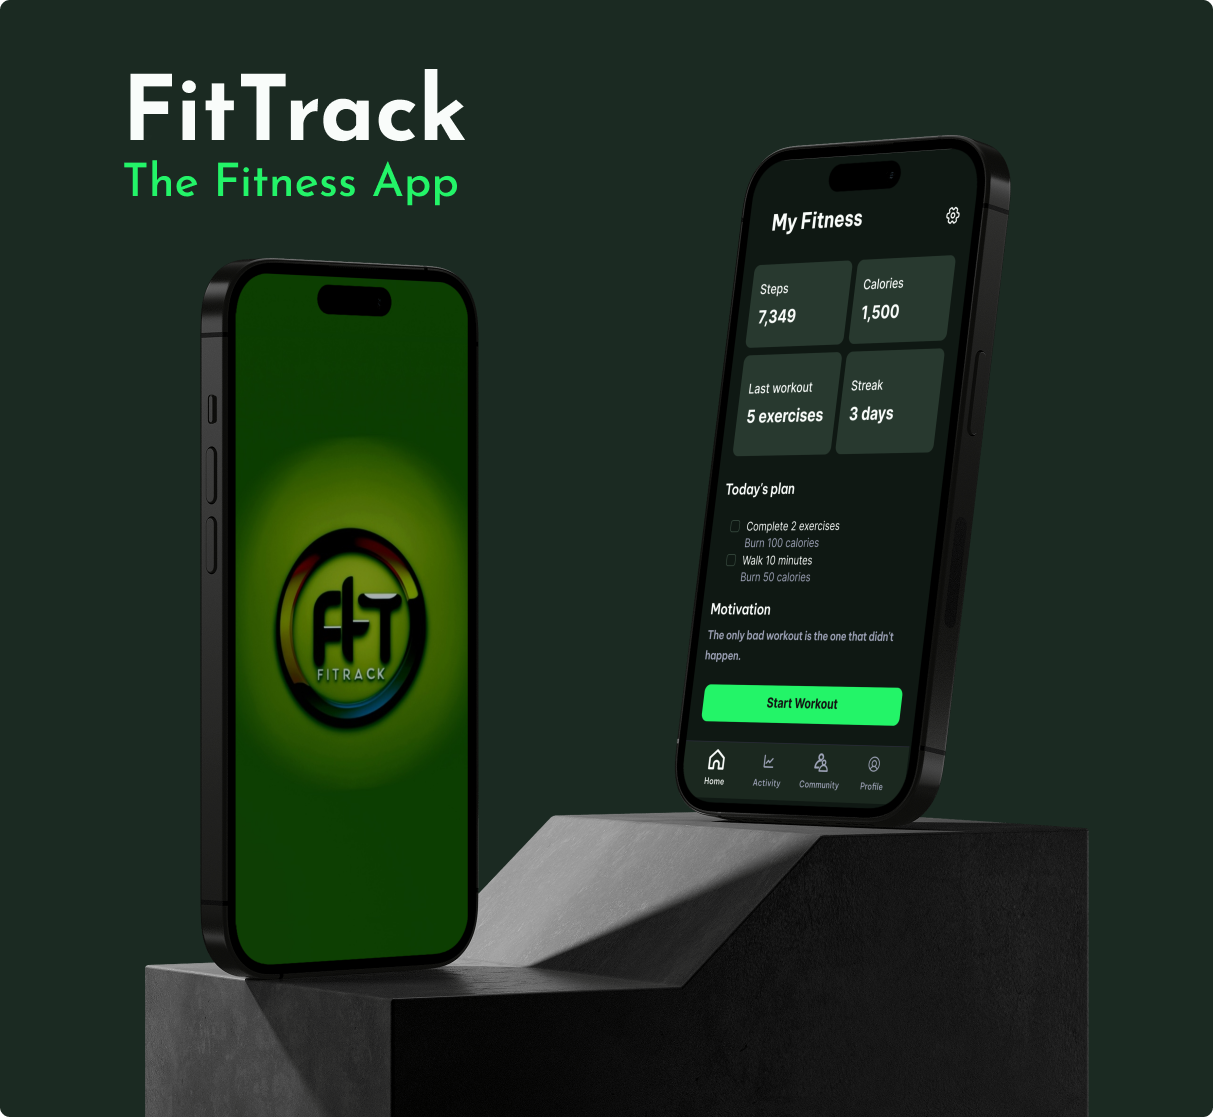 FitTrack
The Fitness App
FIT
FITRACK
My Fitness
Steps
7,349
Calories
1,500
Last workout
5 exercises
Streak
3 days
Today's plan
Complete 2 exercises
Burn 100 calories
Walk 10 minutes
Burn 50 calories
Motivation
The only bad workout is the one that didn't
happen.
Start Workout
Home
Activity
Community
Profile